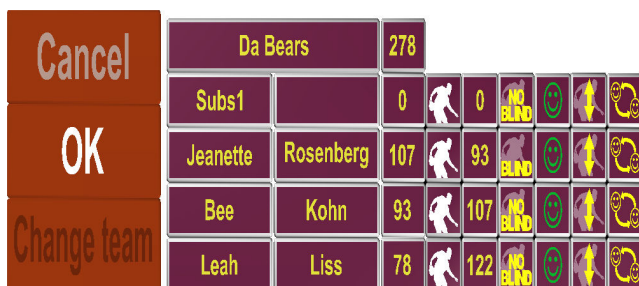 Cancel
OK
Change team
Da Bears 278
Subs1 0 0 NO BLIND
Jeanette Rosenberg 107 93 BLIND
Bee Kohn 93 107 NO BLIND
Leah Liss 78 122 NO BLIND